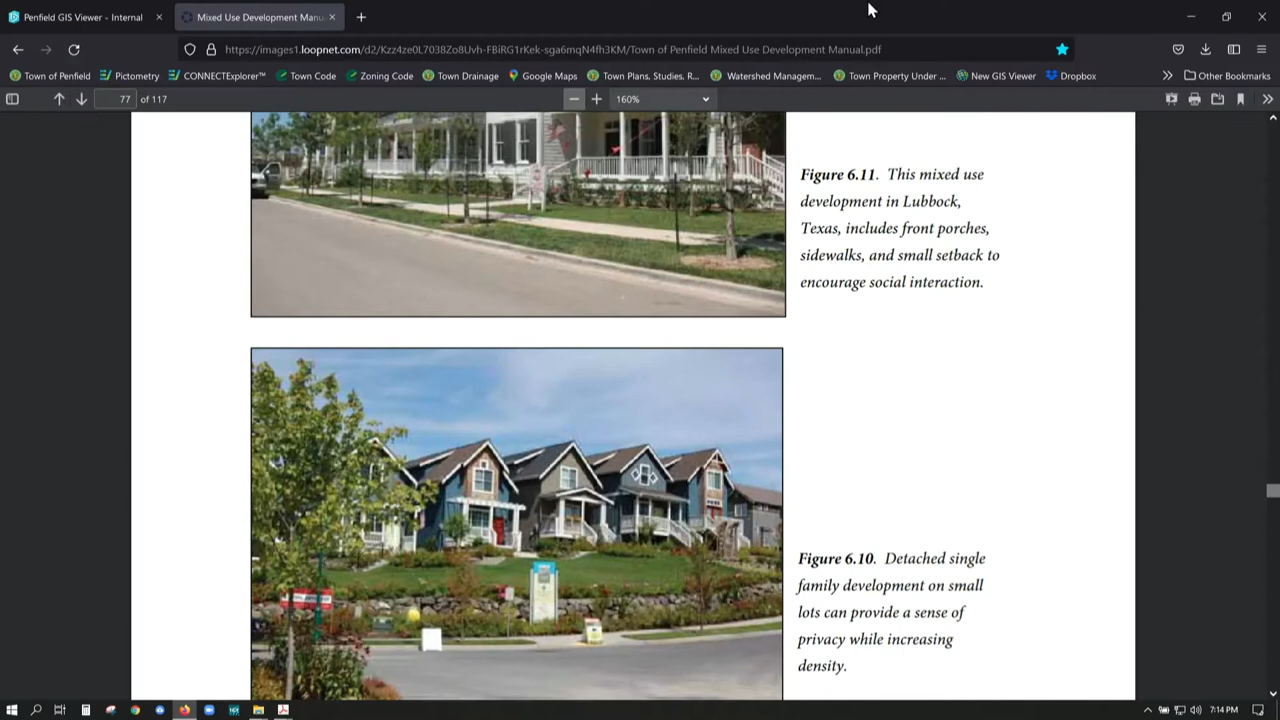 Penfield GIS Viewer - Internal
Mixed Use Development Manu
https://images1.loopnet.com/d2/Kzz4ze0L7038Zo8Uvh-FBiRG1rKek-sga6mqN4fh3KM/Town of Penfield Mixed Use Development Manual.pdf
Town of Penfield Pictometry CONNECTExplorer™ Town Code Zoning Code Town Drainage Google Maps Town Plans. Studies. R... Watershed Managem... Town Property Under ... New GIS Viewer Dropbox Other Bookmarks
77 of 117 160%
Figure 6.11. This mixed use
development in Lubbock,
Texas, includes front porches,
sidewalks, and small setback to
encourage social interaction.
Figure 6.10. Detached single
family development on small
lots can provide a sense of
privacy while increasing
density.
7:14 PM